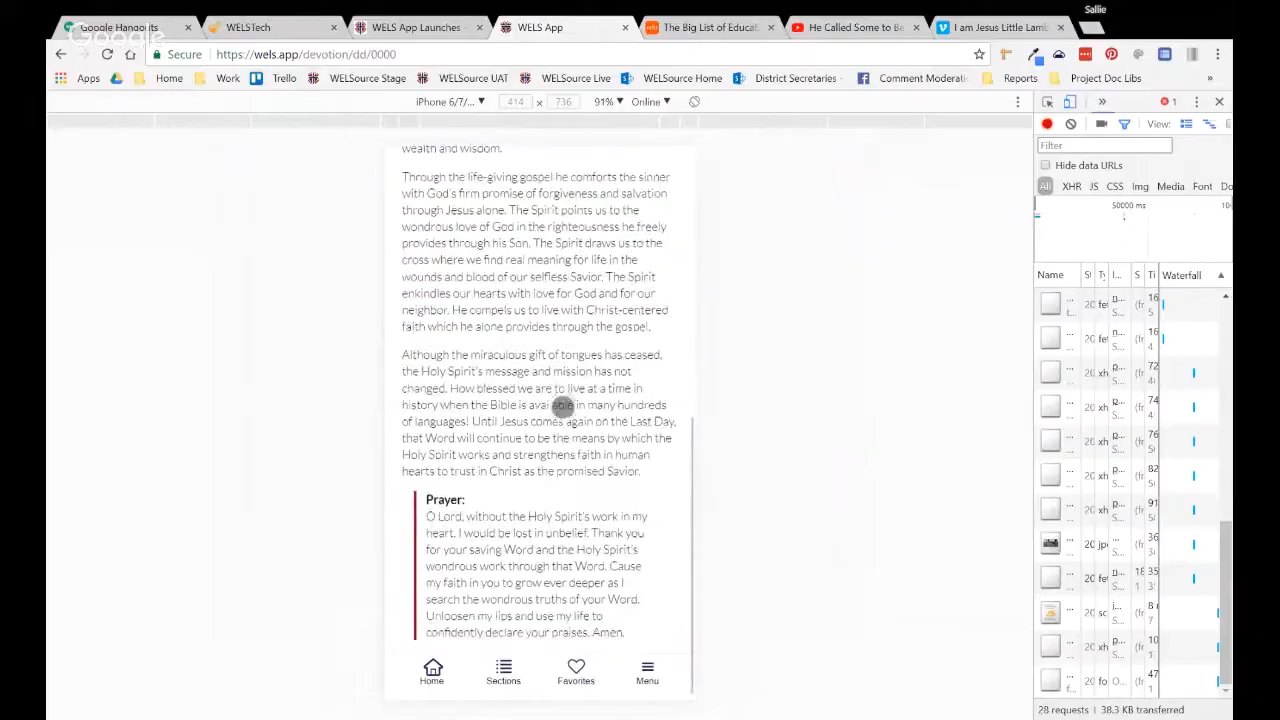 Sallie
Google Hangouts
WELSTech
WELS App Launches
WELS App
The Big List of Educ
He Called Some to Be
I am Jesus Little Lamb
Secure
https://wels.app/devotion/dd/0000
Apps
Home
Work
Trello
WELSource Stage
WELSource Live
WELSource Home
District Secretaries -
Comment Moderati
Reports
Project Doc Libs
»
iPhone 6/7/...
414 × 736
91%
Online
» 1
View:
Filter
Hide data URLs
All XHR JS CSS Img Media Font Do
50000 ms
Name
Waterfall
wealth and wisdom.
Through the life-giving gospel he comforts the sinner
with God's firm promise of forgiveness and salvation
through Jesus alone. The Spirit points us to the
wondrous love of God in the righteousness he freely
provides through his Son. The Spirit draws us to the
cross where we find real meaning for life in the
wounds and blood of our selfless Savior. The Spirit
enkindles our hearts with love for God and for our
neighbor. He compels us to live with Christ-centered
faith which he alone provides through the gospel.
Although the miraculous gift of tongues has ceased,
the Holy Spirit's message and mission has not
changed. How blessed we are to live at a time in
history when the Bible is available in many hundreds
of languages! Until Jesus comes again on the Last Day,
that Word will continue to be the means by which the
Holy Spirit works and strengthens faith in human
hearts to trust in Christ as the promised Savior.
Prayer:
O Lord, without the Holy Spirit's work in my
heart, I would be lost in unbelief. Thank you
for your saving Word and the Holy Spirit's
wondrous work through that Word. Cause
my faith in you to grow ever deeper as I
search the wondrous truths of your Word.
Unloosen my lips and use my life to
confidently declare your praises. Amen.
Home
Sections
Favorites
Menu
28 requests | 38.3 KB transferred